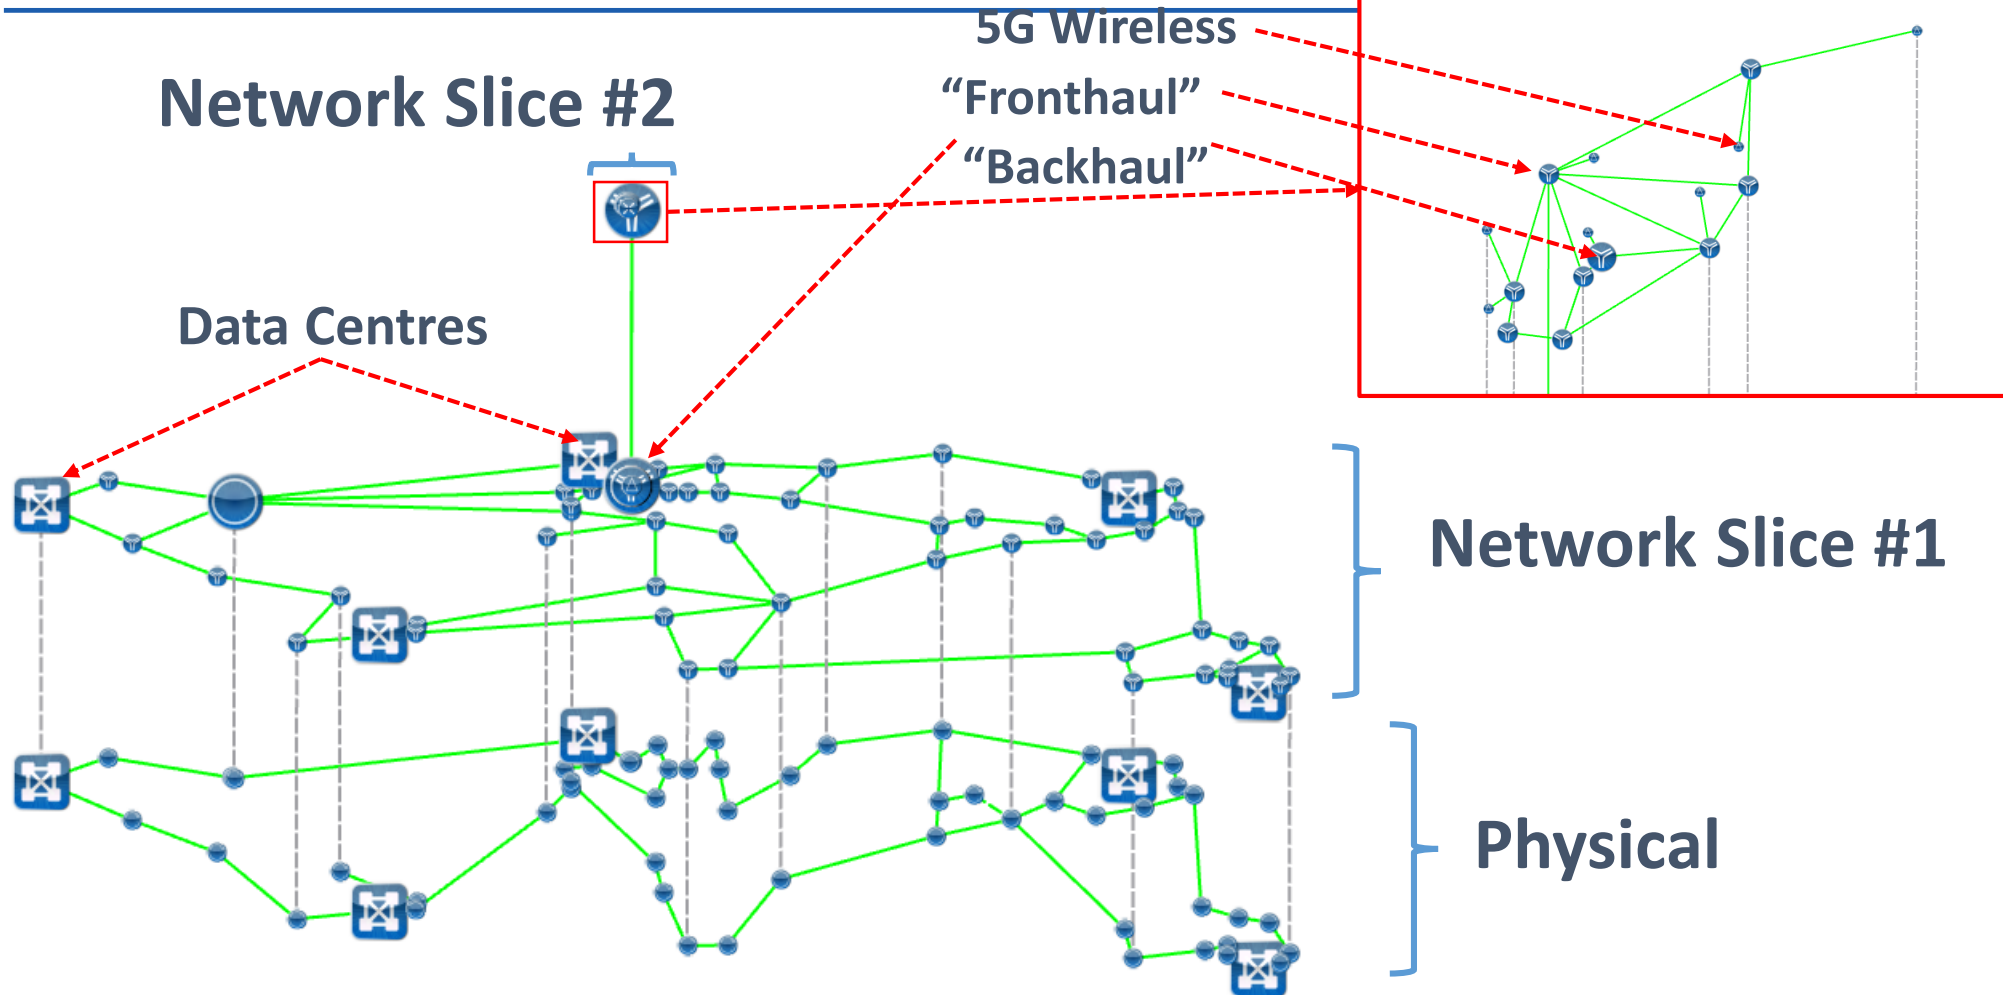 5G Wireless
Network Slice #2
“Fronthaul”
“Backhaul”
Data Centres
Network Slice #1
Physical